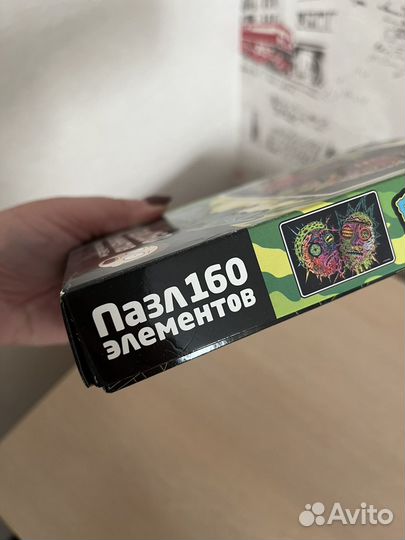 Пазл 160
элементов
Avito